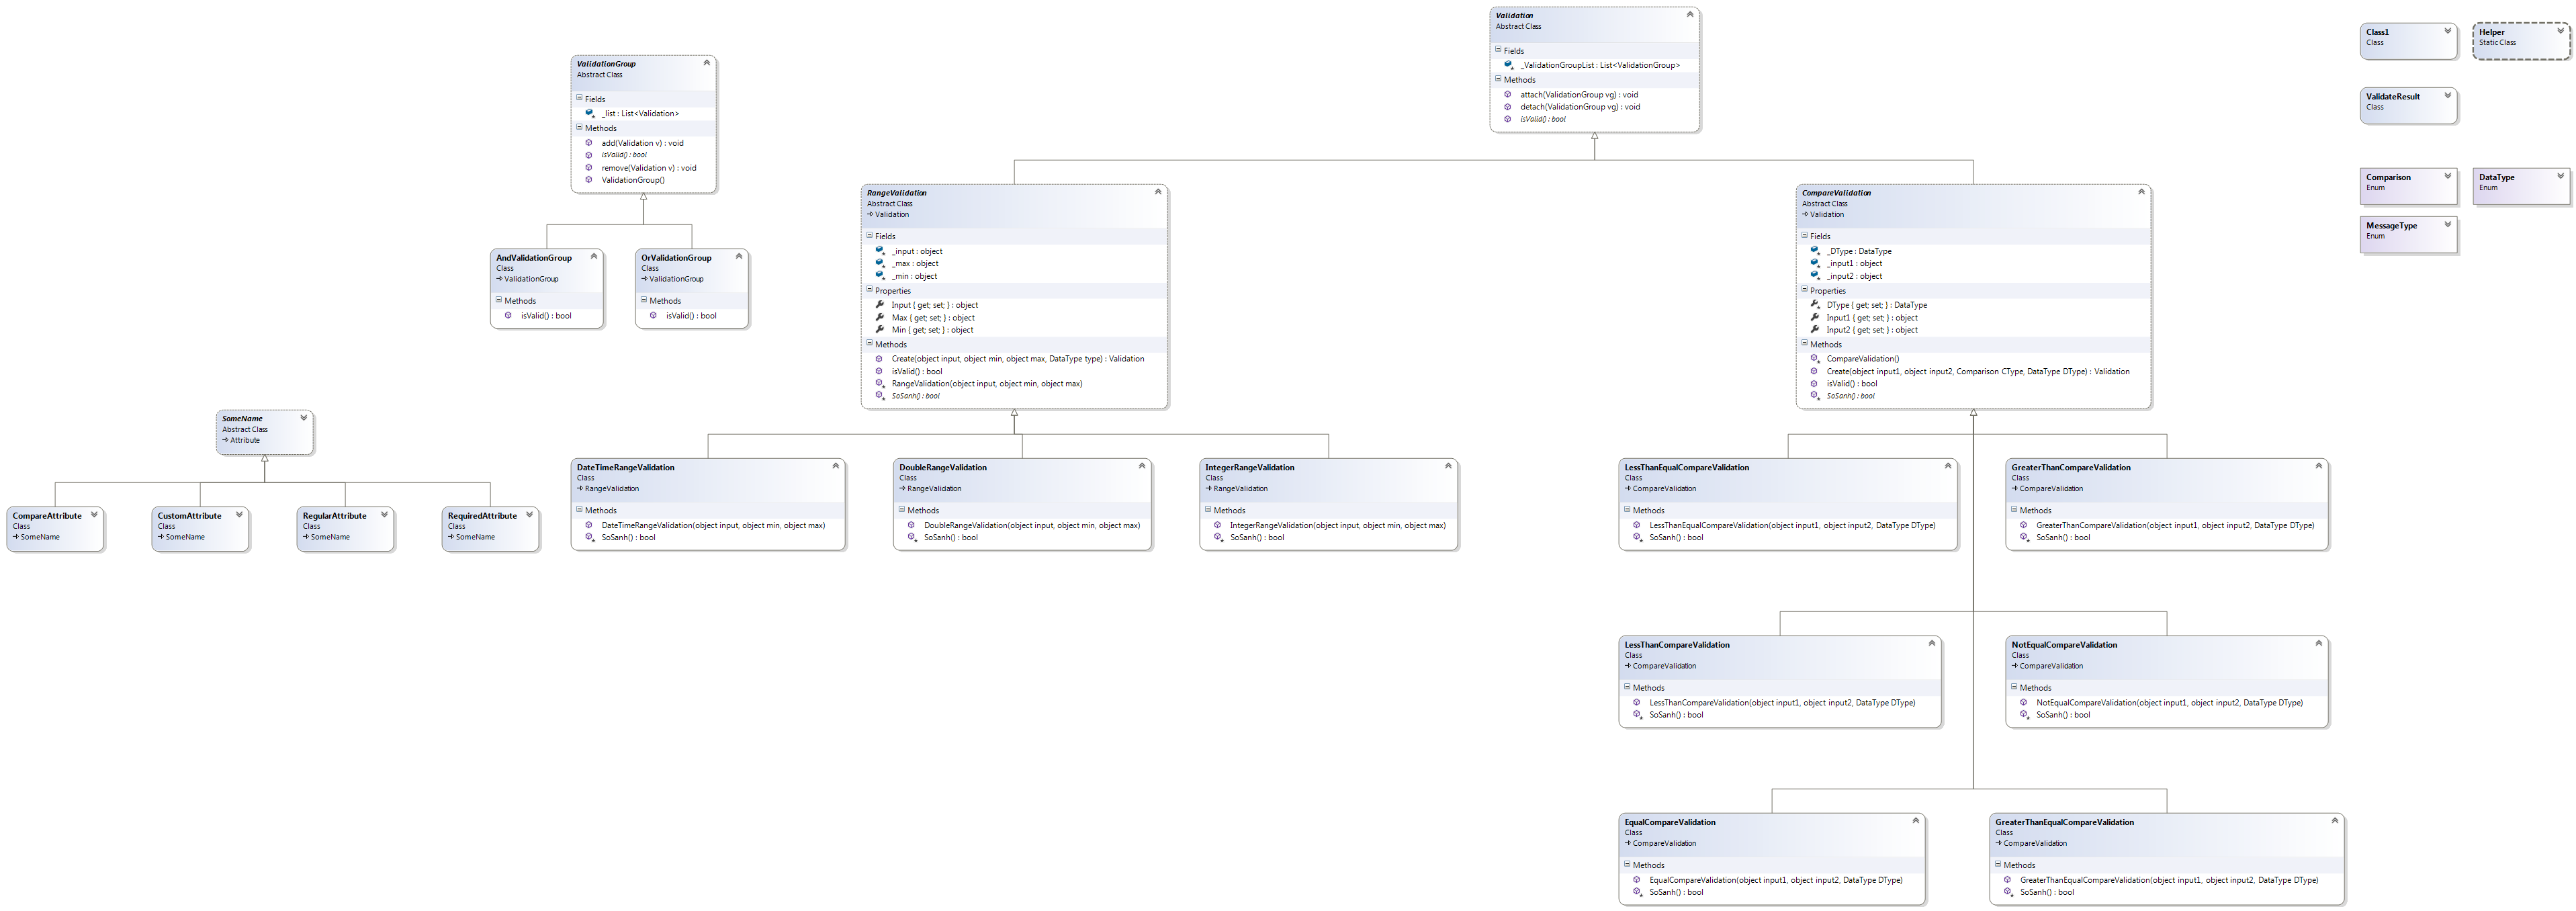 Validation
Abstract Class
Fields
_ValidationGroupList : List<ValidationGroup>
Methods
attach(ValidationGroup vg) : void
detach(ValidationGroup vg) : void
isValid() : bool
Class1
Class
Helper
Static Class
ValidateResult
Class
Comparison
Enum
DataType
Enum
MessageType
Enum
ValidationGroup
Abstract Class
Fields
_list : List<Validation>
Methods
add(Validation v) : void
isValid() : bool
remove(Validation v) : void
ValidationGroup()
AndValidationGroup
Class
ValidationGroup
Methods
isValid() : bool
OrValidationGroup
Class
ValidationGroup
Methods
isValid() : bool
RangeValidation
Abstract Class
Validation
Fields
_input : object
_max : object
_min : object
Properties
Input { get; set; } : object
Max { get; set; } : object
Min { get; set; } : object
Methods
Create(object input, object min, object max, DataType type) : Validation
isValid() : bool
RangeValidation(object input, object min, object max)
SoSanh() : bool
CompareValidation
Abstract Class
Validation
Fields
_DType : DataType
_input1 : object
_input2 : object
Properties
DType { get; set; } : DataType
Input1 { get; set; } : object
Input2 { get; set; } : object
Methods
CompareValidation()
Create(object input1, object input2, Comparison CType, DataType DType) : Validation
isValid() : bool
SoSanh() : bool
SomeName
Abstract Class
Attribute
CompareAttribute
Class
SomeName
CustomAttribute
Class
SomeName
RegularAttribute
Class
SomeName
RequiredAttribute
Class
SomeName
DateTimeRangeValidation
Class
RangeValidation
Methods
DateTimeRangeValidation(object input, object min, object max)
SoSanh() : bool
DoubleRangeValidation
Class
RangeValidation
Methods
DoubleRangeValidation(object input, object min, object max)
SoSanh() : bool
IntegerRangeValidation
Class
RangeValidation
Methods
IntegerRangeValidation(object input, object min, object max)
SoSanh() : bool
LessThanEqualCompareValidation
Class
CompareValidation
Methods
LessThanEqualCompareValidation(object input1, object input2, DataType DType)
SoSanh() : bool
GreaterThanCompareValidation
Class
CompareValidation
Methods
GreaterThanCompareValidation(object input1, object input2, DataType DType)
SoSanh() : bool
LessThanCompareValidation
Class
CompareValidation
Methods
LessThanCompareValidation(object input1, object input2, DataType DType)
SoSanh() : bool
NotEqualCompareValidation
Class
CompareValidation
Methods
NotEqualCompareValidation(object input1, object input2, DataType DType)
SoSanh() : bool
EqualCompareValidation
Class
CompareValidation
Methods
EqualCompareValidation(object input1, object input2, DataType DType)
SoSanh() : bool
GreaterThanEqualCompareValidation
Class
CompareValidation
Methods
GreaterThanEqualCompareValidation(object input1, object input2, DataType DType)
SoSanh() : bool